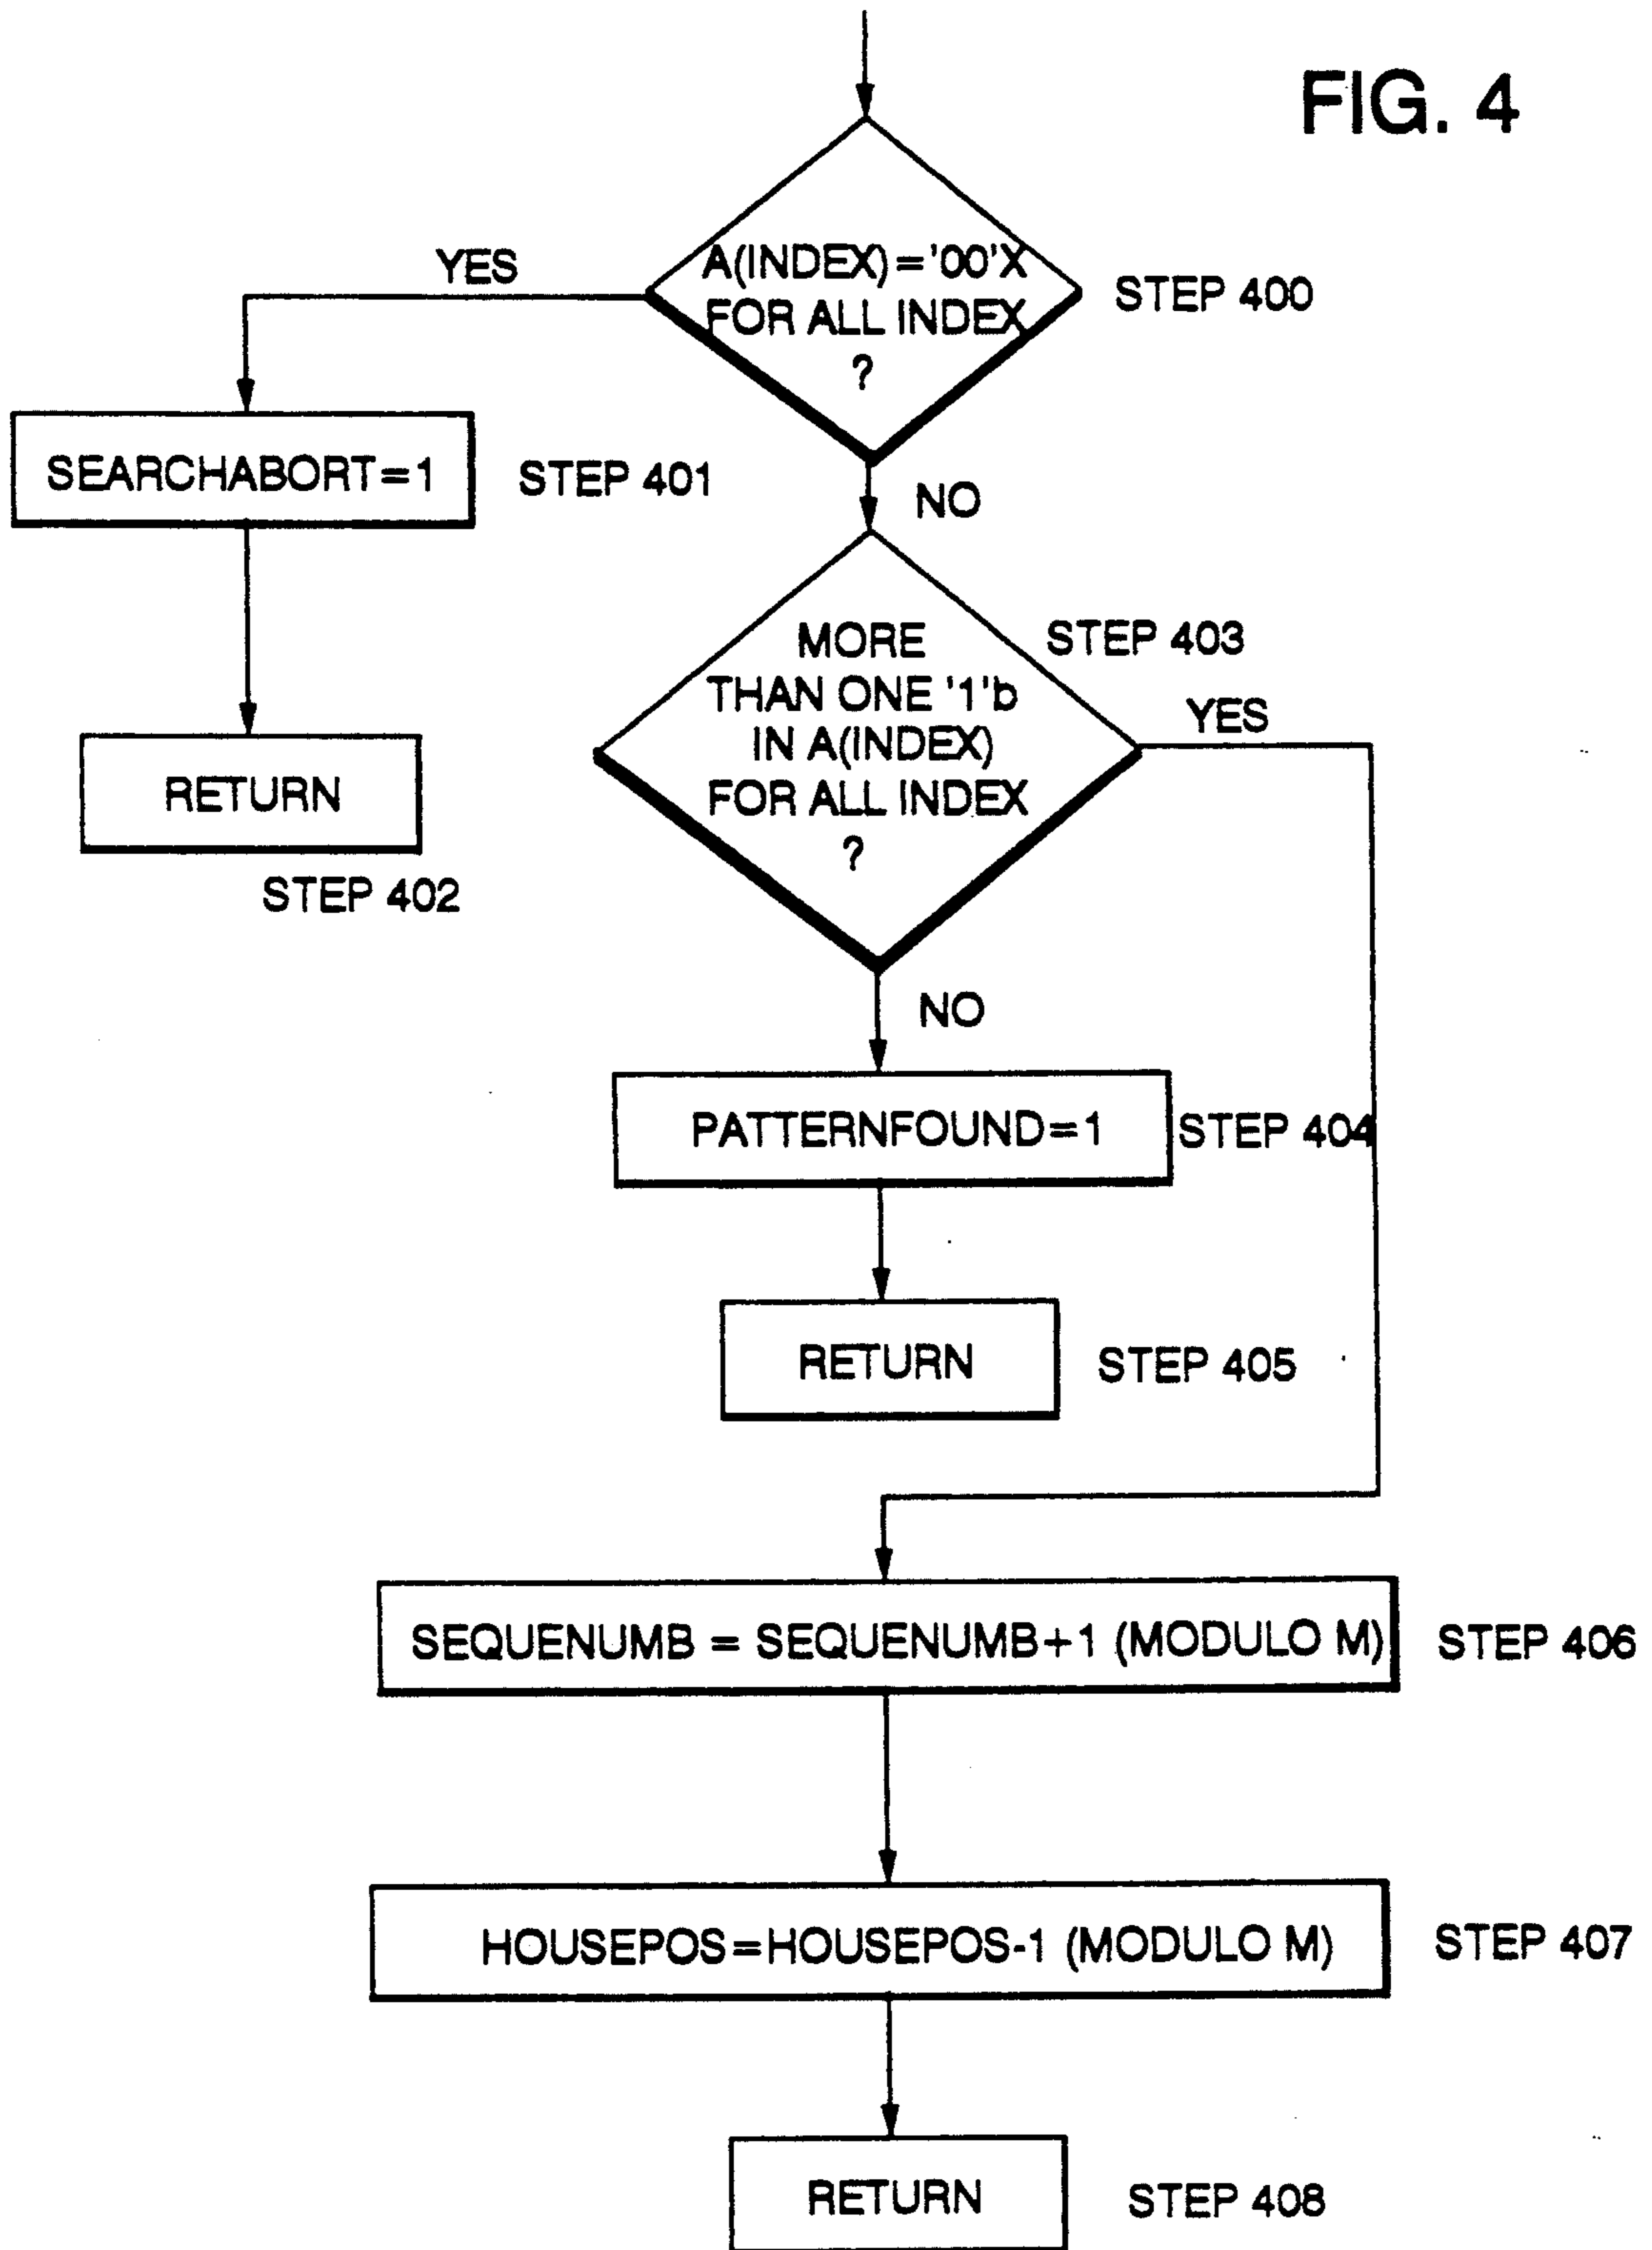 FIG. 4
A(INDEX)='00'X
FOR ALL INDEX
?
STEP 400
YES
SEARCHABORT=1
STEP 401
NO
RETURN
STEP 402
MORE
THAN ONE '1'b
IN A(INDEX)
FOR ALL INDEX
?
STEP 403
YES
NO
PATTERNFOUND=1
STEP 404
RETURN
STEP 405
SEQUENUMB = SEQUENUMB+1 (MODULO M)
STEP 406
HOUSEPOS=HOUSEPOS-1 (MODULO M)
STEP 407
RETURN
STEP 408